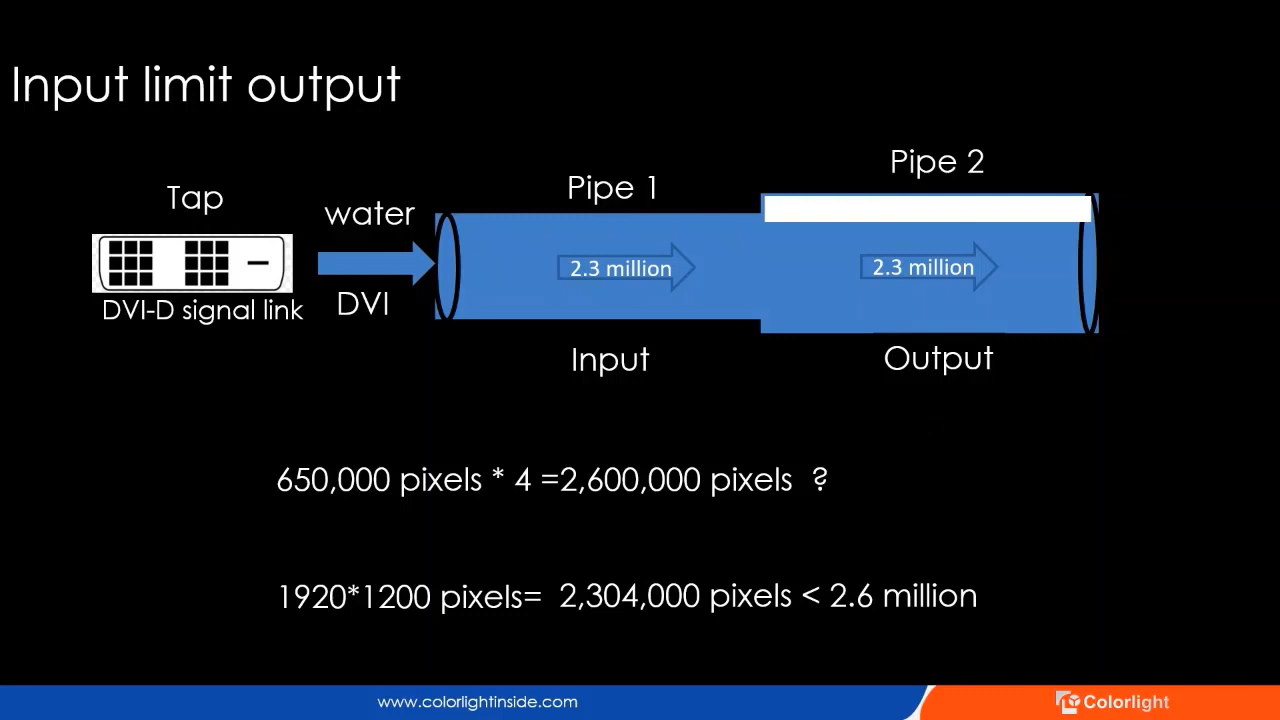 Input limit output
Pipe 2
Pipe 1
Tap
water
2.3 million
2.3 million
DVI-D signal link
DVI
Input
Output
650,000 pixels * 4 =2,600,000 pixels ?
1920*1200 pixels= 2,304,000 pixels < 2.6 million
www.colorlightinside.com
Colorlight